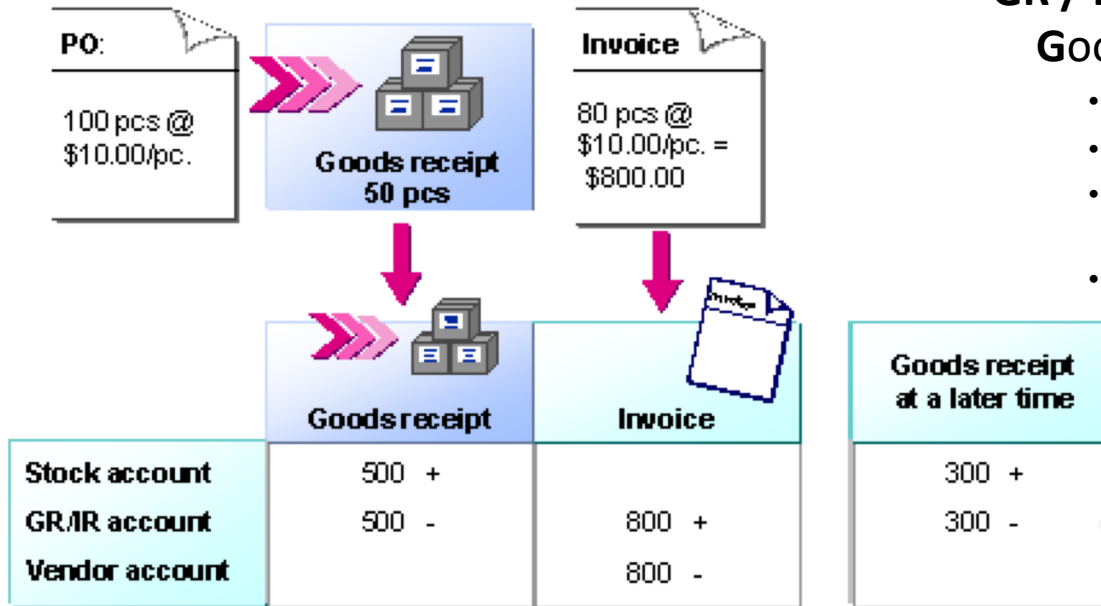 PO:
100 pcs @
$10.00/pc.
Goods receipt
50 pcs
Invoice
80 pcs @
$10.00/pc. =
$800.00
GR /
Goods receipt
Invoice
Goods receipt
at a later time
Stock account 500 + 300 +
GR/IR account 500 - 800 + 300 -
Vendor account 800 -